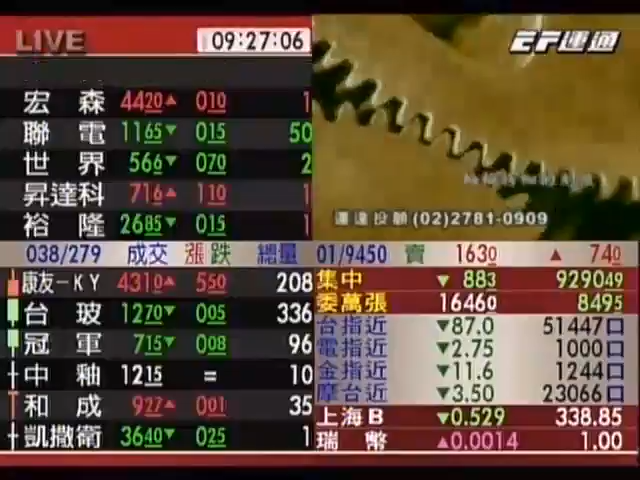 LIVE 09:27:06
EF運通
宏森 4420▲ 010 1
聯電 1165▼ 015 50
世界 566▼ 070 2
昇達科 716▲ 110 1
裕隆 2685▼ 015 1
運達投顧 (02)2781-0909
038/279 成交 漲跌 總量
01/9450 賣 1630 ▲ 740
康友－KY 4310▲ 550 208
台玻 1270▼ 005 336
冠軍 715▼ 008 96
中釉 1215 = 10
和成 927▲ 001 35
凱撒衛 3640▼ 025 1
集中 ▼ 883 929049
委萬張 16460 8495
台指近 ▼87.0 51447口
電指近 ▼2.75 1000口
金指近 ▼11.6 1244口
摩台近 ▼3.50 23066口
上海B ▼0.529 338.85
瑞幣 ▲0.0014 1.00